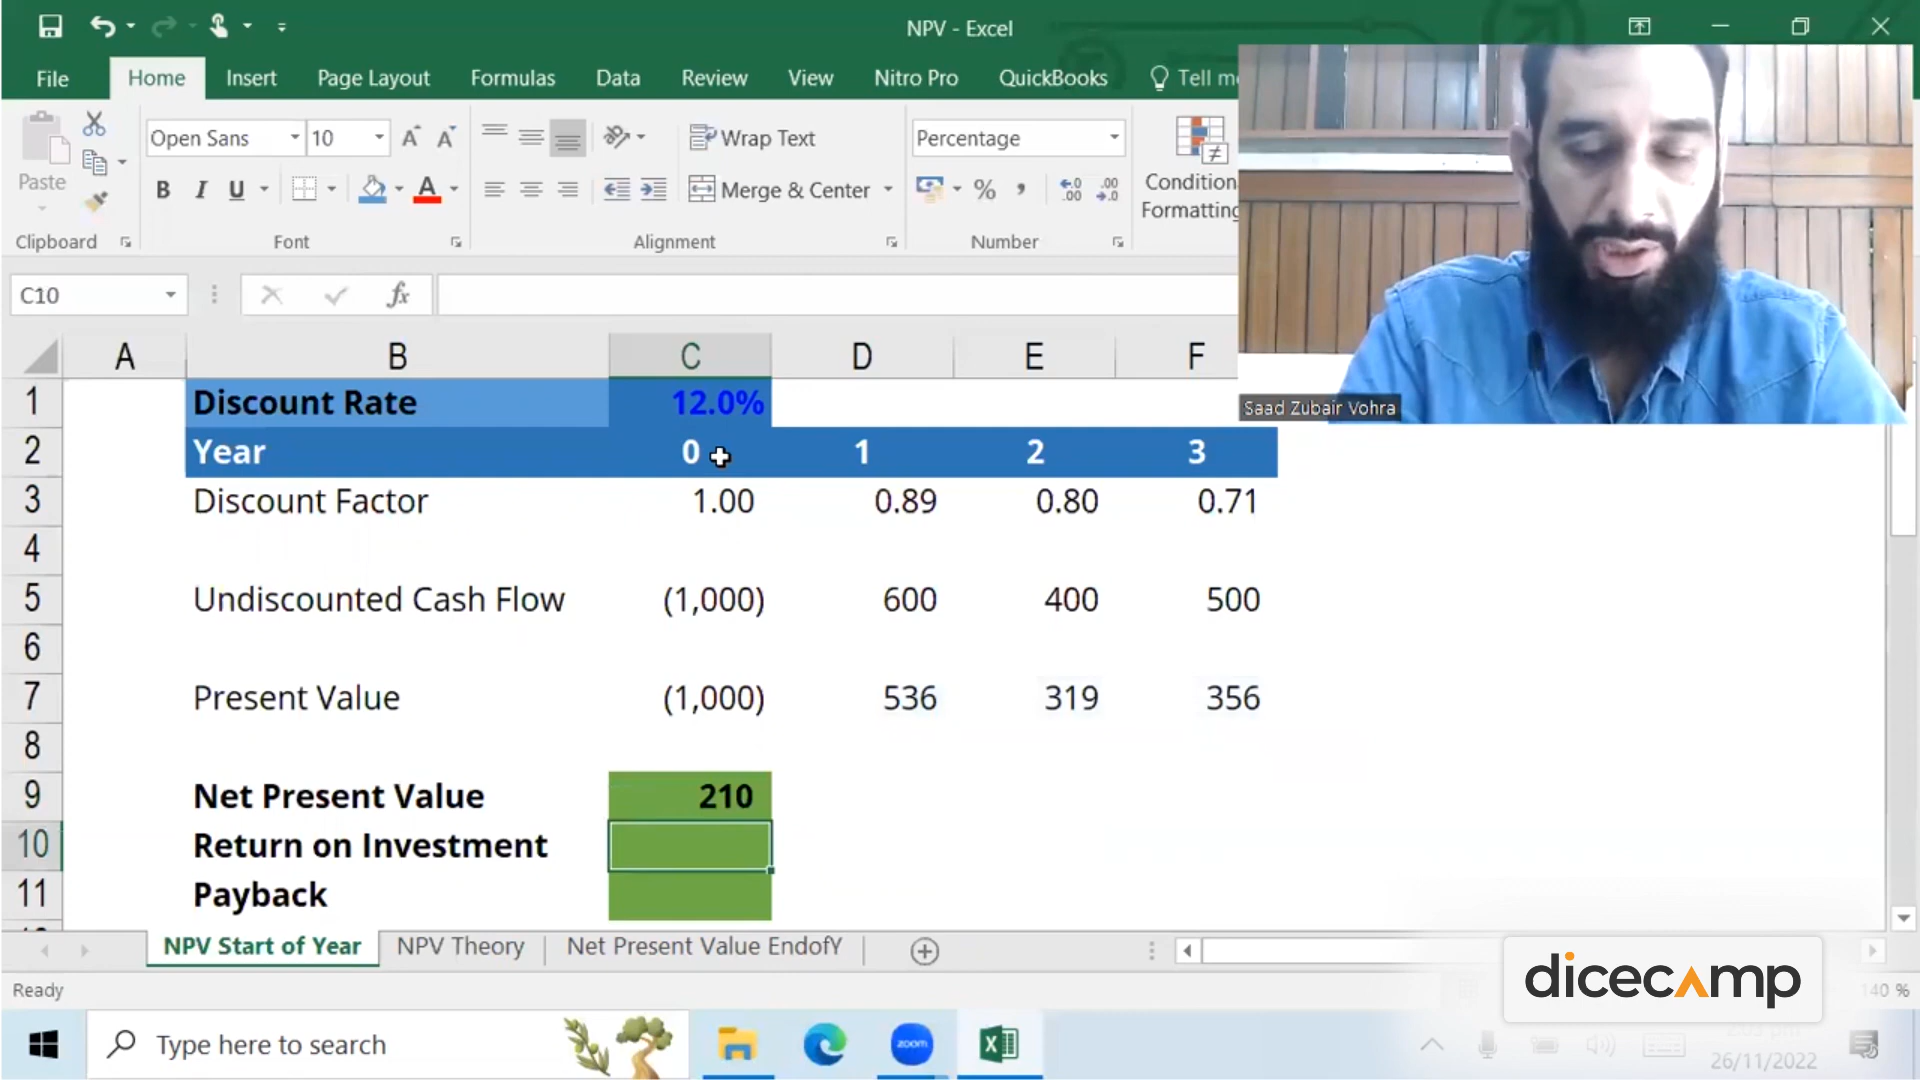 NPV - Excel
File Home Insert Page Layout Formulas Data Review View Nitro Pro QuickBooks Tell me
Open Sans 10 Wrap Text Percentage
Paste B I U A Merge & Center % Condition
Formatting
Clipboard Font Alignment Number
C10 fx
A B C D E F
Saad Zubair Vohra
1 Discount Rate 12.0%
2 Year 0 1 2 3
3 Discount Factor 1.00 0.89 0.80 0.71
4
5 Undiscounted Cash Flow (1,000) 600 400 500
6
7 Present Value (1,000) 536 319 356
8
9 Net Present Value 210
10 Return on Investment
11 Payback
NPV Start of Year NPV Theory Net Present Value EndofY
dicecamp
Ready 140 %
Type here to search zoom
26/11/2022